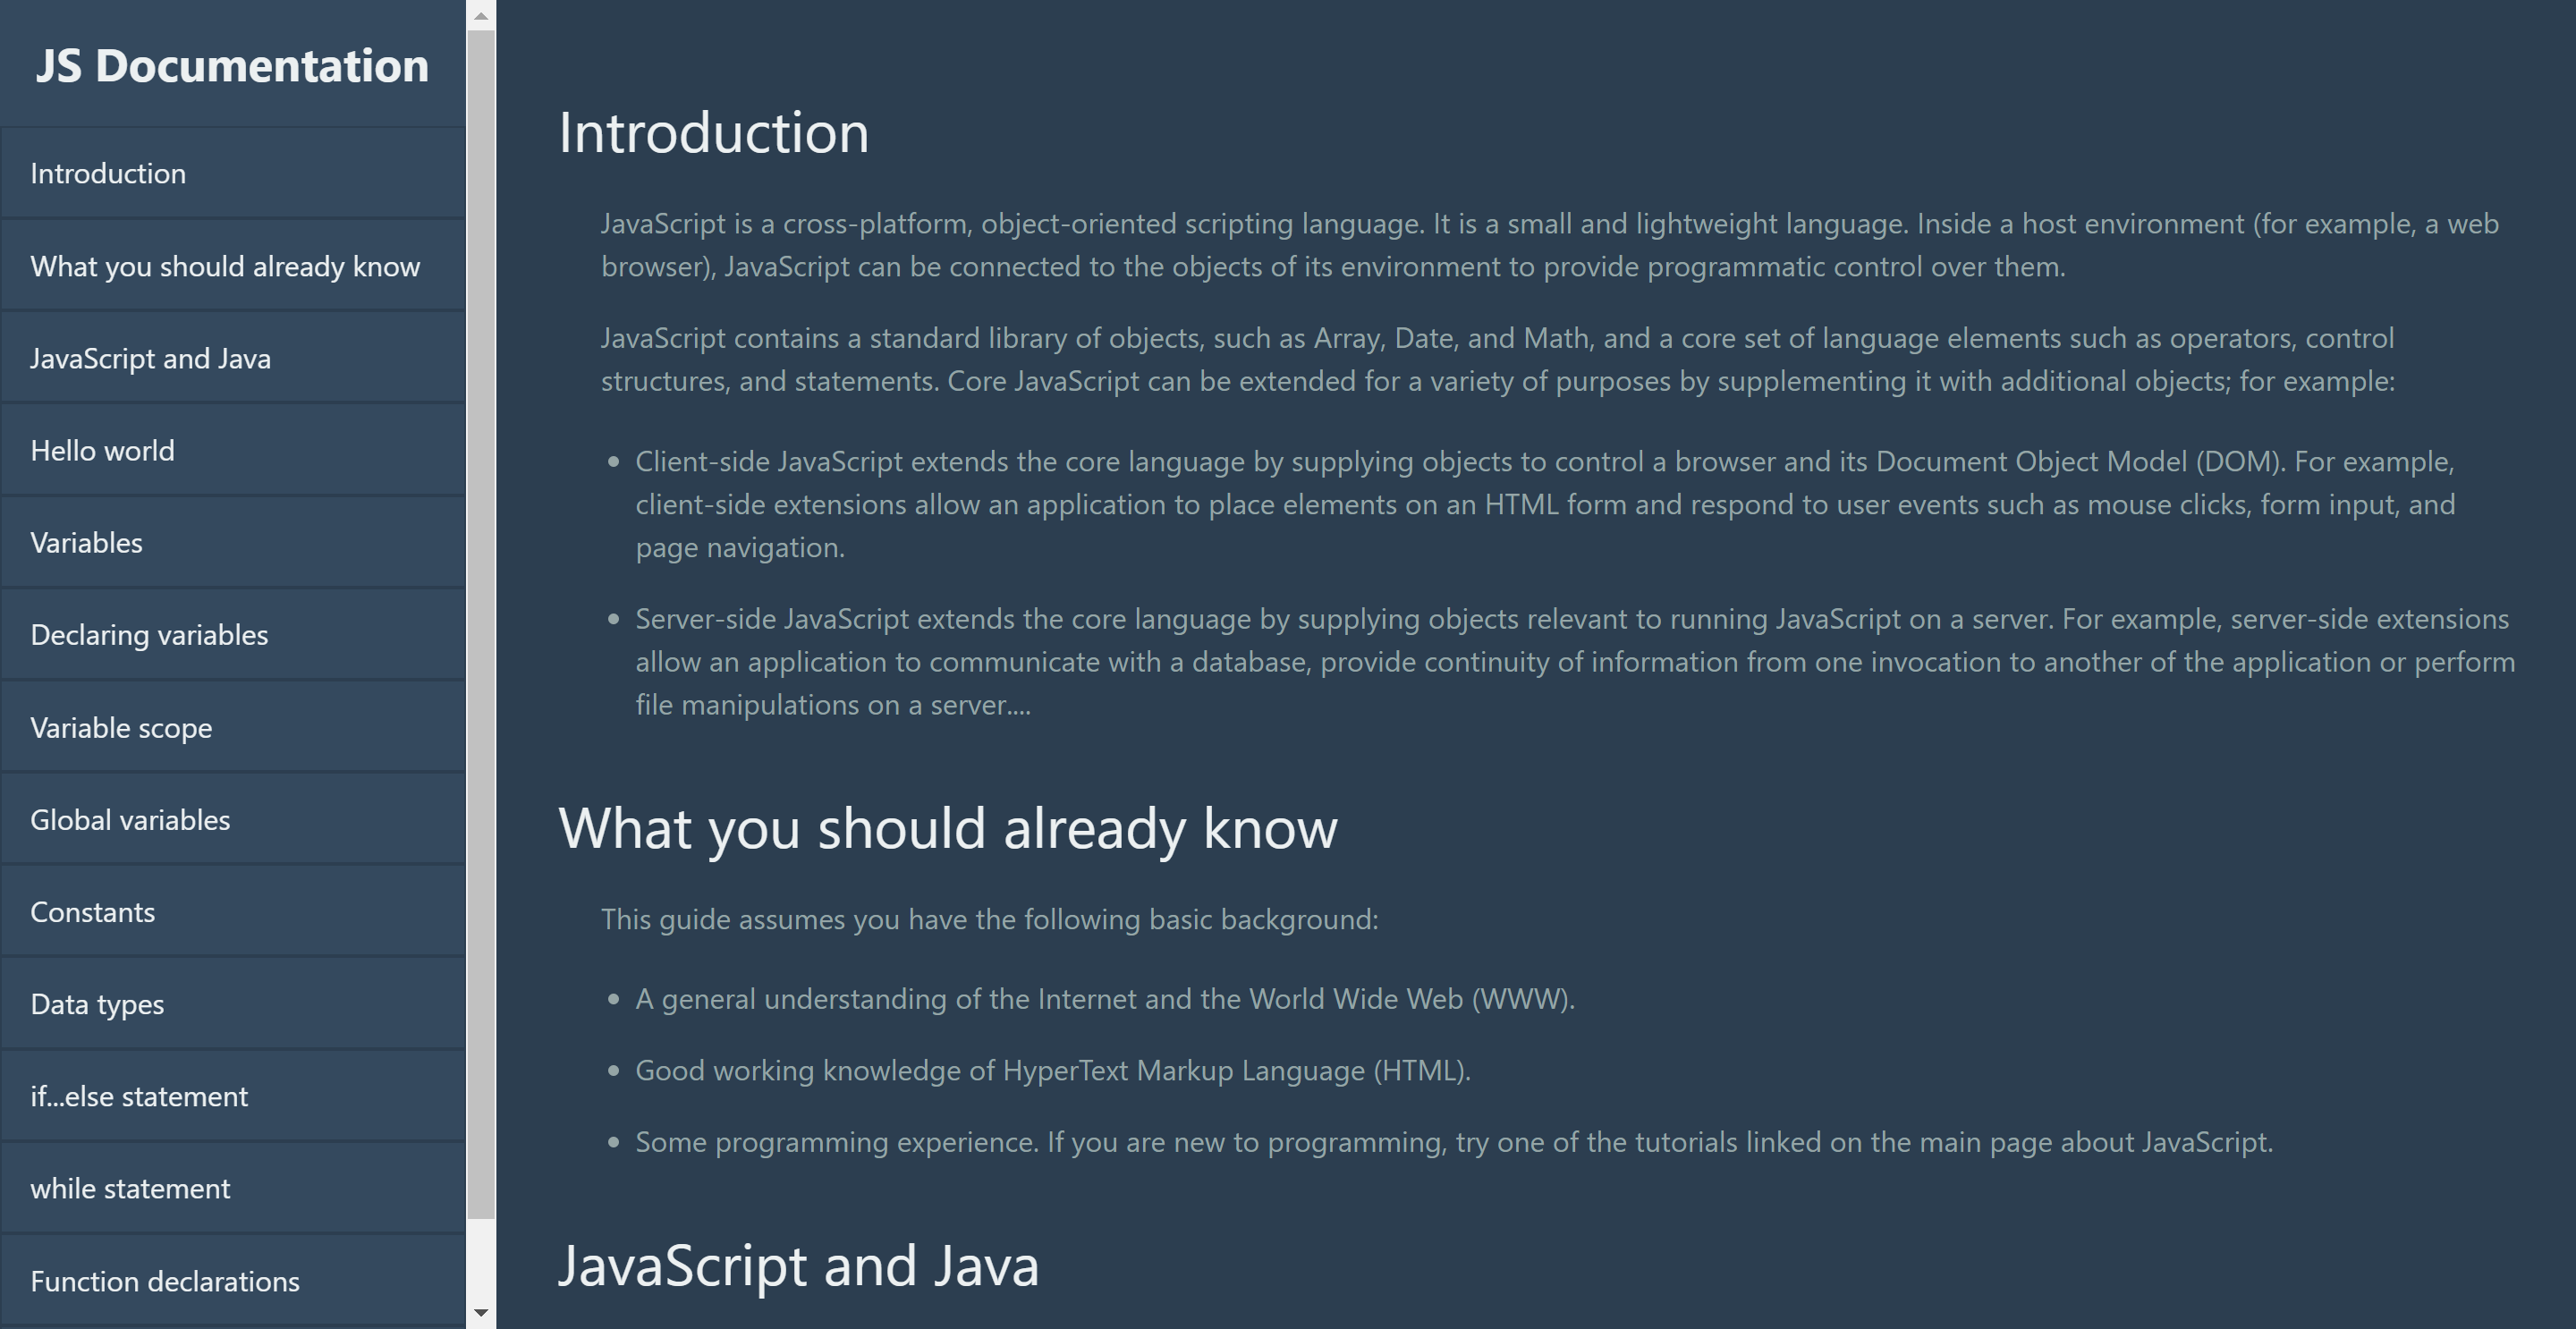 JS Documentation
Introduction
What you should already know
JavaScript and Java
Hello world
Variables
Declaring variables
Variable scope
Global variables
Constants
Data types
if...else statement
while statement
Function declarations
Introduction
JavaScript is a cross-platform, object-oriented scripting language. It is a small and lightweight language. Inside a host environment (for example, a web
browser), JavaScript can be connected to the objects of its environment to provide programmatic control over them.
JavaScript contains a standard library of objects, such as Array, Date, and Math, and a core set of language elements such as operators, control
structures, and statements. Core JavaScript can be extended for a variety of purposes by supplementing it with additional objects; for example:
• Client-side JavaScript extends the core language by supplying objects to control a browser and its Document Object Model (DOM). For example,
client-side extensions allow an application to place elements on an HTML form and respond to user events such as mouse clicks, form input, and
page navigation.
• Server-side JavaScript extends the core language by supplying objects relevant to running JavaScript on a server. For example, server-side extensions
allow an application to communicate with a database, provide continuity of information from one invocation to another of the application or perform
file manipulations on a server....
What you should already know
This guide assumes you have the following basic background:
• A general understanding of the Internet and the World Wide Web (WWW).
• Good working knowledge of HyperText Markup Language (HTML).
• Some programming experience. If you are new to programming, try one of the tutorials linked on the main page about JavaScript.
JavaScript and Java